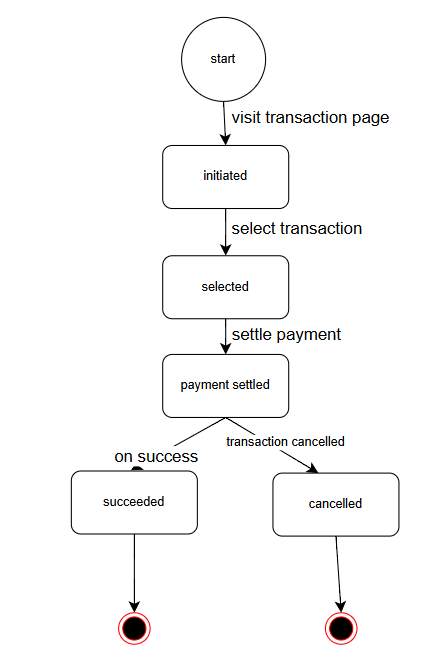 start
visit transaction page
initiated
select transaction
selected
settle payment
payment settled
transaction cancelled
on success
succeeded
cancelled